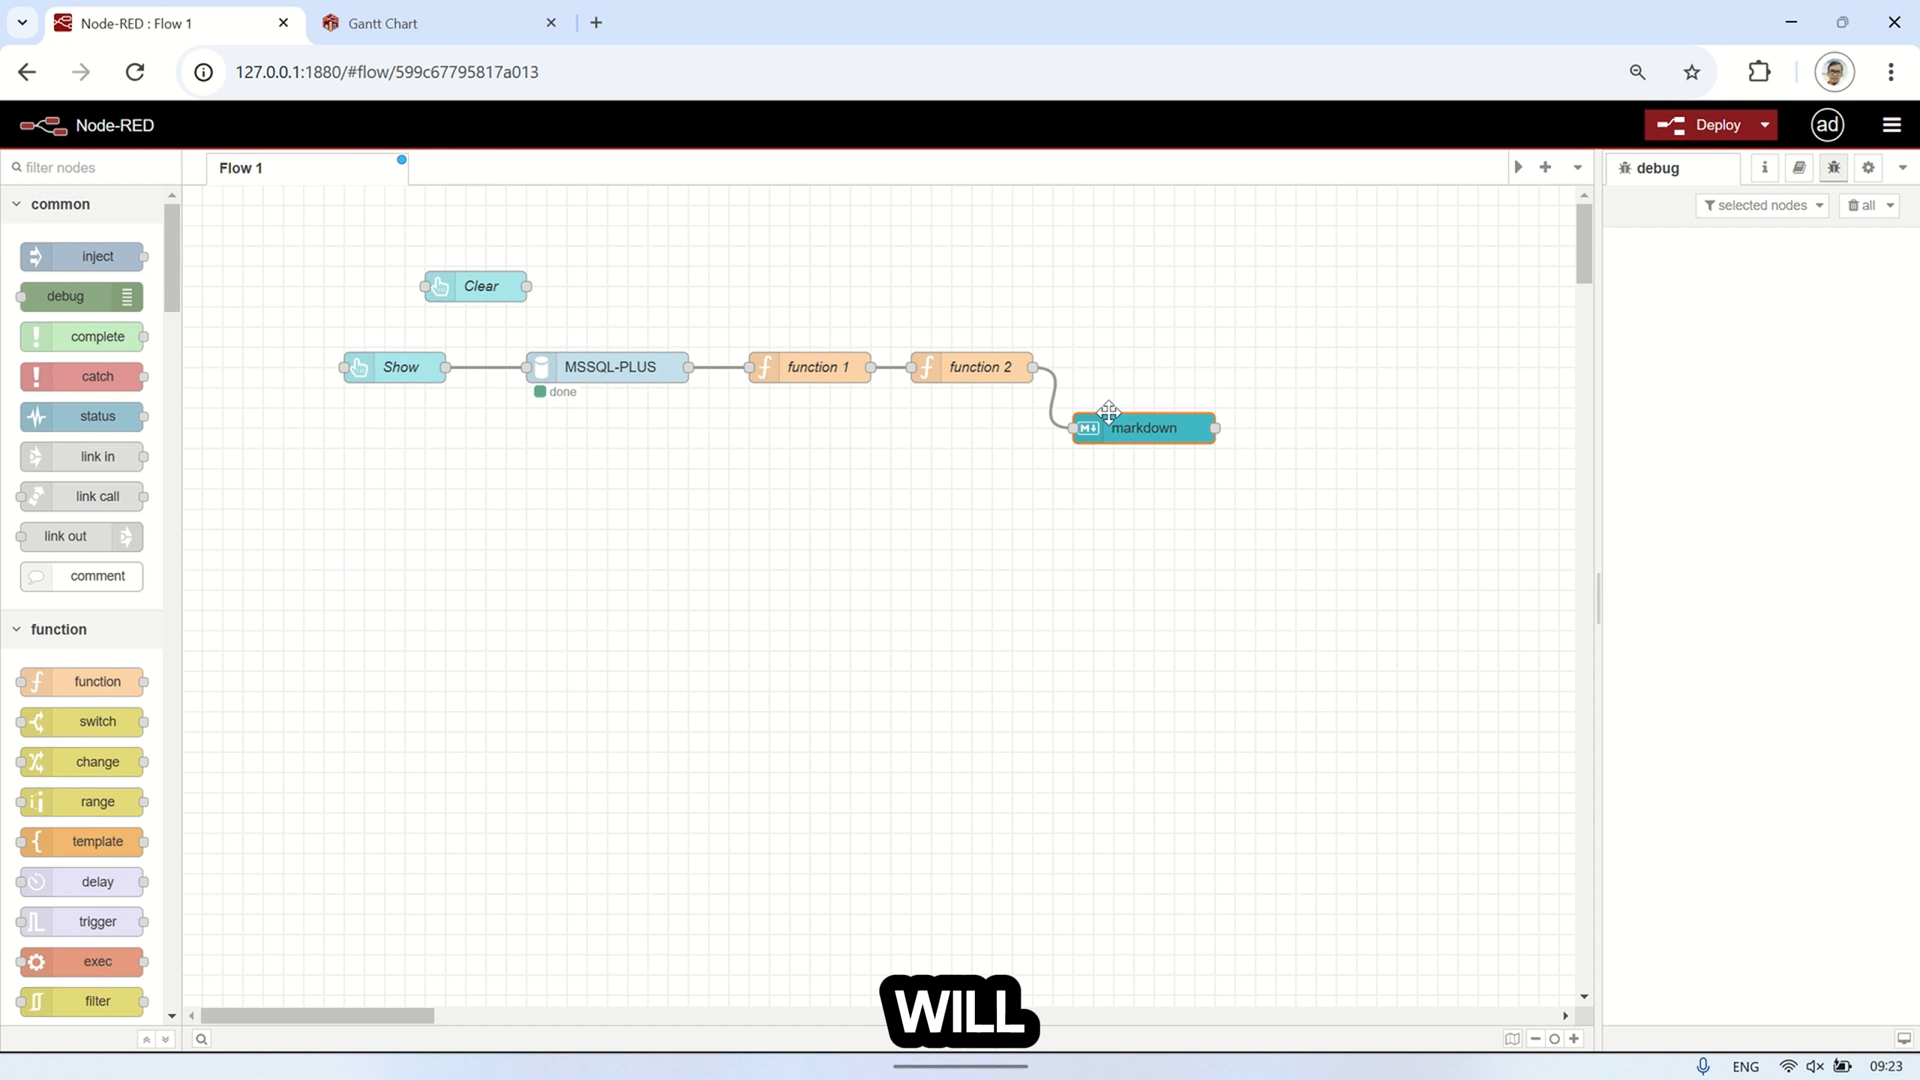 Node-RED : Flow 1
Gantt Chart
127.0.0.1:1880/#flow/599c67795817a013
Node-RED
Deploy
ad
filter nodes
Flow 1
debug
i
common
selected nodes
all
inject
debug
complete
catch
status
link in
link call
link out
comment
function
function
switch
change
range
template
delay
trigger
exec
filter
Clear
Show
MSSQL-PLUS
function 1
function 2
done
markdown
WILL
ENG
09:23